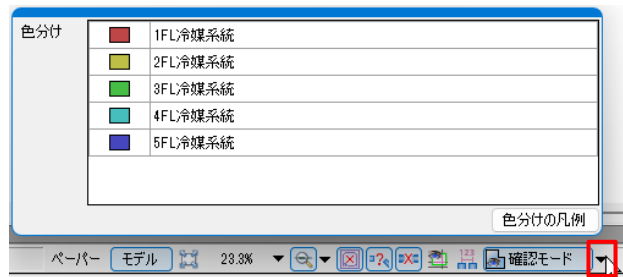 色分け
1FL冷媒系統
2FL冷媒系統
3FL冷媒系統
4FL冷媒系統
5FL冷媒系統
色分けの凡例
ペーパー モデル 23.3% ▼ ▼ =?。 =X= 123 確認モード ▼